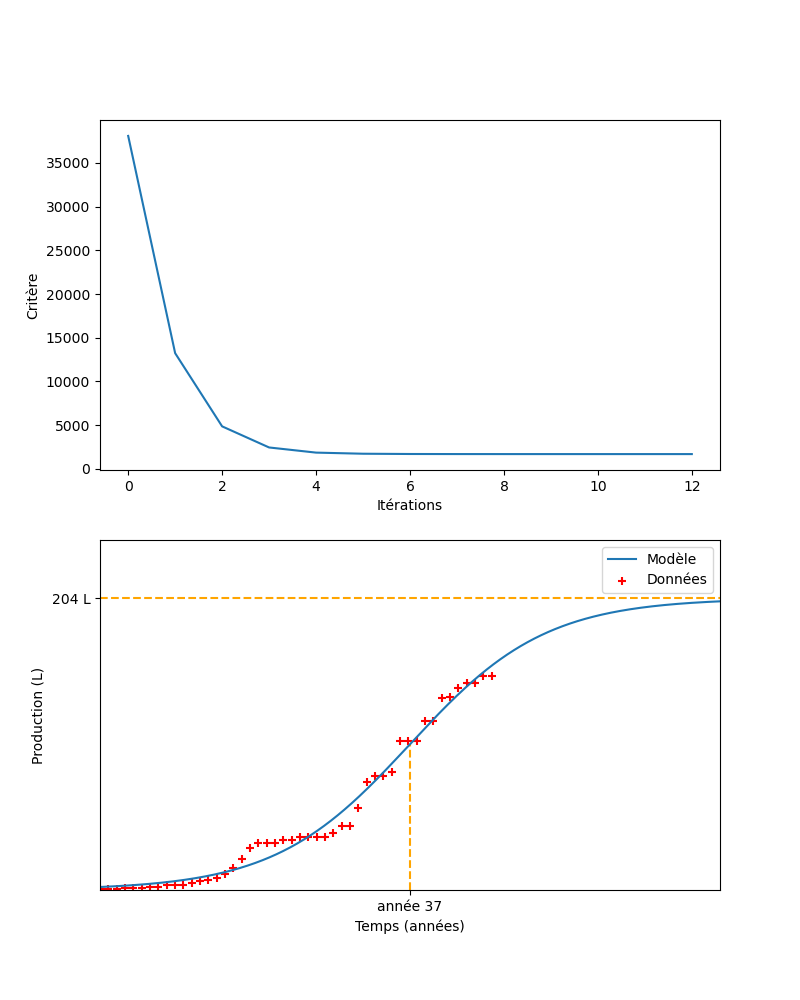 35000
30000
25000
20000
15000
10000
5000
0
Critère
0 2 4 6 8 10 12
Itérations
Modèle
Données
204 L
Production (L)
année 37
Temps (années)